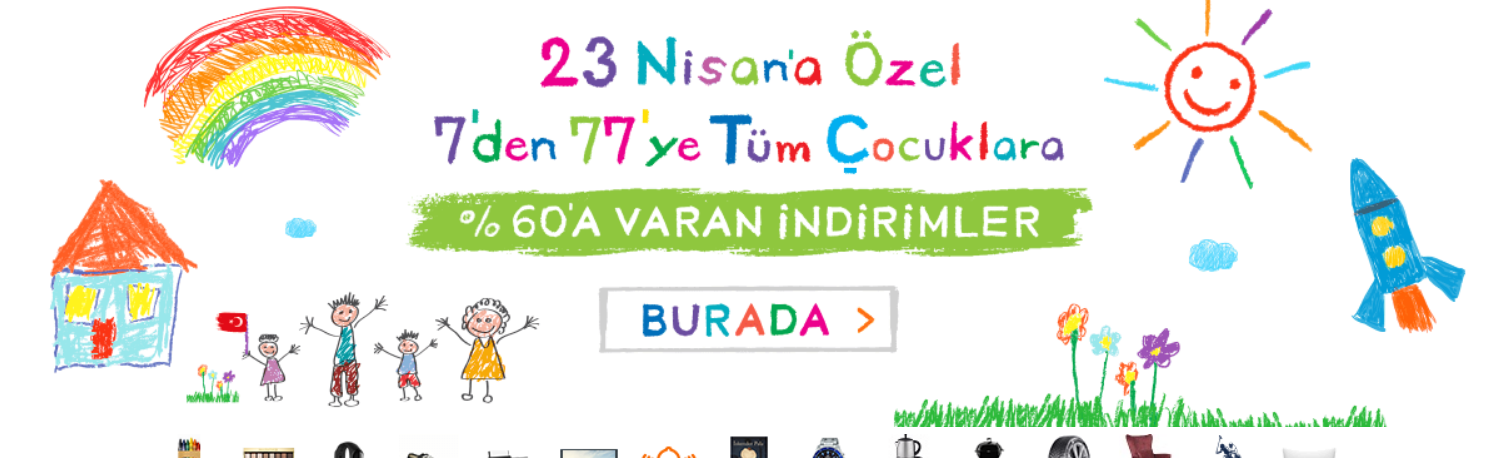 23 Nisan'a Özel
7'den 77'ye Tüm Çocuklara
% 60'A VARAN İNDİRİMLER
BURADA >